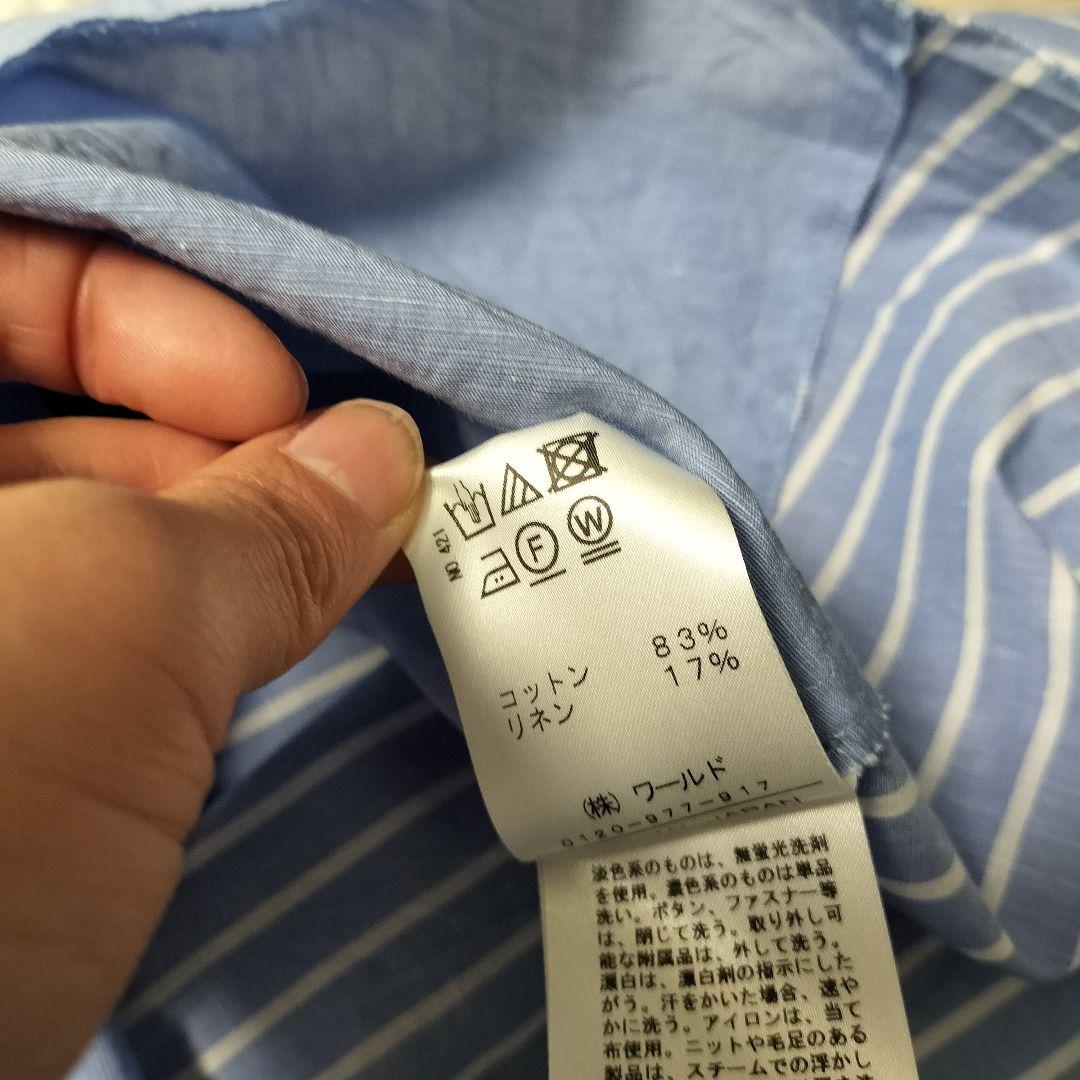 NO 421
F
W
コットン 83%
リネン 17%
(株) ワールド
0120-977-917
JAPAN
淡色系のものは、無蛍光洗剤
を使用。濃色系のものは単品
洗い。ボタン、ファスナー等
は、閉じて洗う。取り外し可
能な附属品は、外して洗う。
漂白は、漂白剤の指示にした
がう。汗をかいた場合、速や
かに洗う。アイロンは、当て
布使用。ニットや毛足のある
製品は、スチームでの浮かし